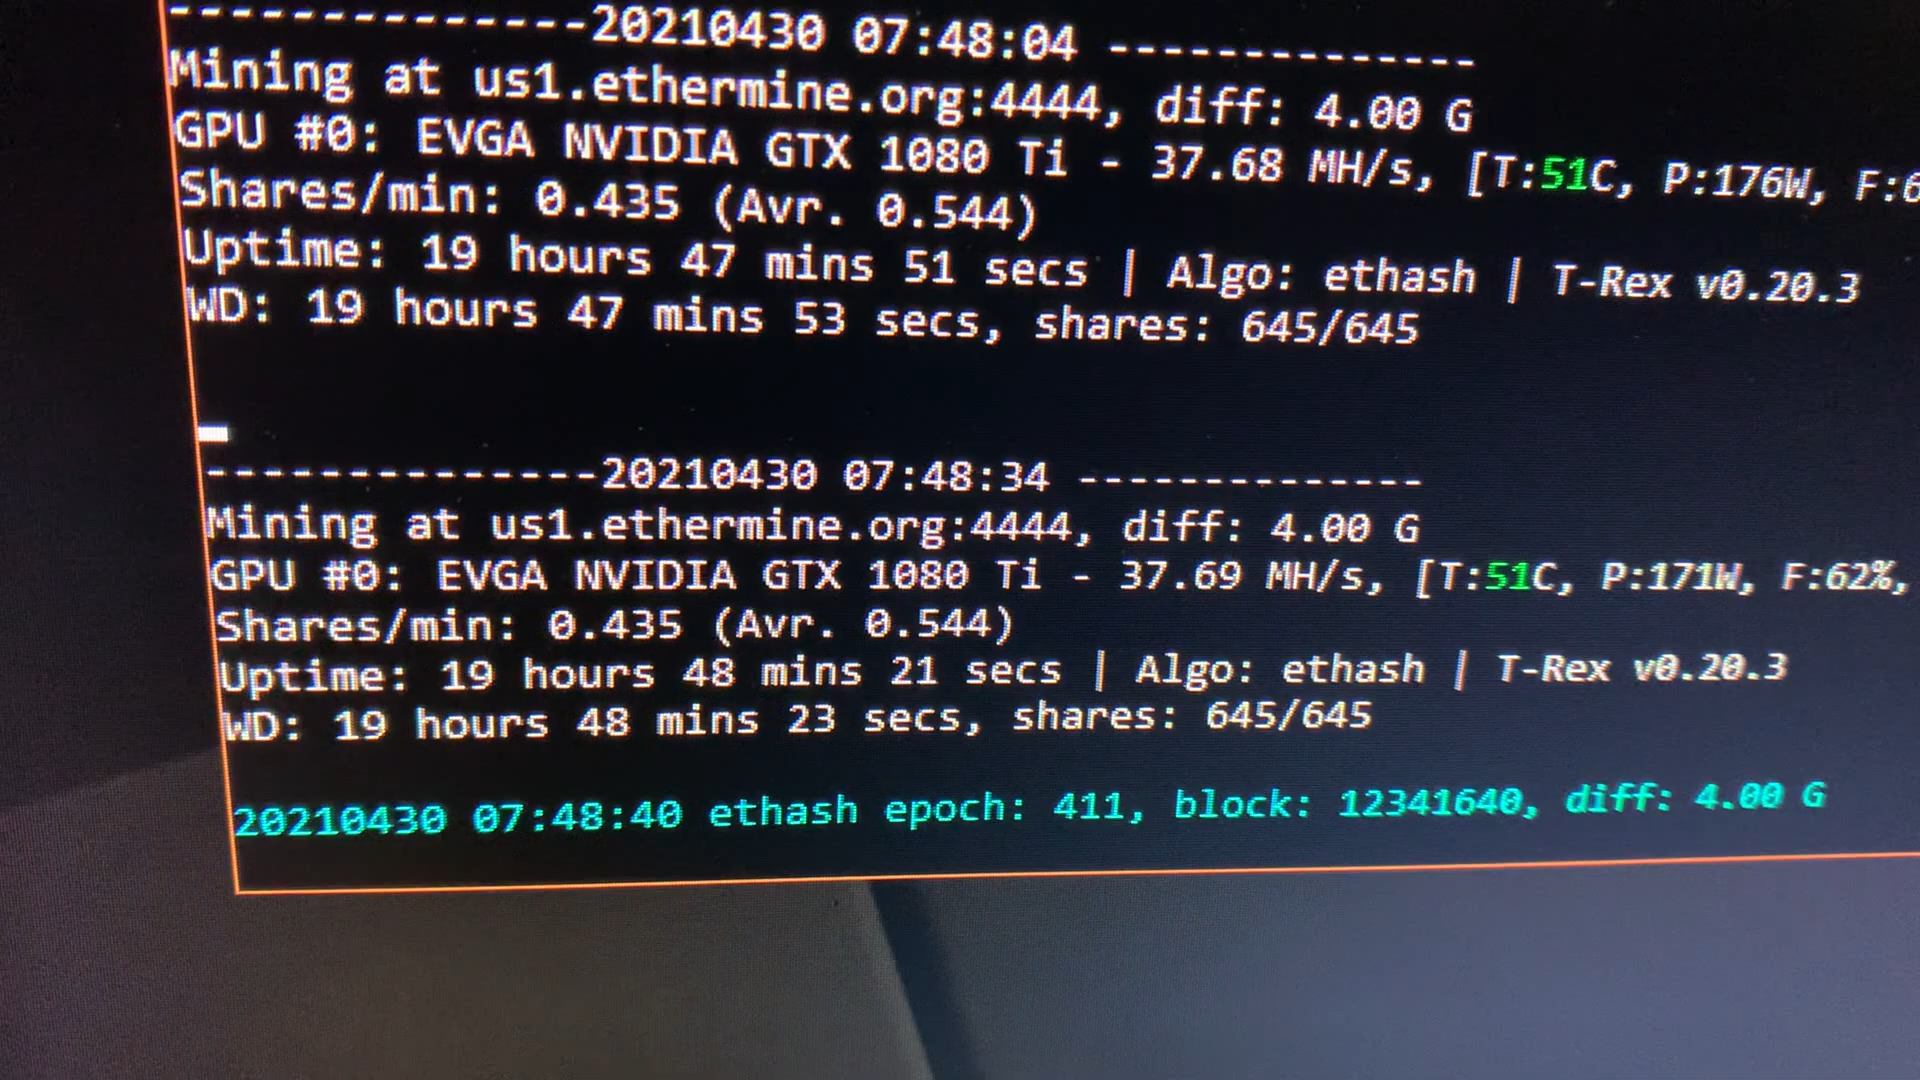 --------------20210430 07:48:04 --------------
Mining at us1.ethermine.org:4444, diff: 4.00 G
GPU #0: EVGA NVIDIA GTX 1080 Ti - 37.68 MH/s, [T:51C, P:176W, F:6
Shares/min: 0.435 (Avr. 0.544)
Uptime: 19 hours 47 mins 51 secs | Algo: ethash | T-Rex v0.20.3
WD: 19 hours 47 mins 53 secs, shares: 645/645
--------------20210430 07:48:34 --------------
Mining at us1.ethermine.org:4444, diff: 4.00 G
GPU #0: EVGA NVIDIA GTX 1080 Ti - 37.69 MH/s, [T:51C, P:171W, F:62%,
Shares/min: 0.435 (Avr. 0.544)
Uptime: 19 hours 48 mins 21 secs | Algo: ethash | T-Rex v0.20.3
WD: 19 hours 48 mins 23 secs, shares: 645/645
20210430 07:48:40 ethash epoch: 411, block: 12341640, diff: 4.00 G